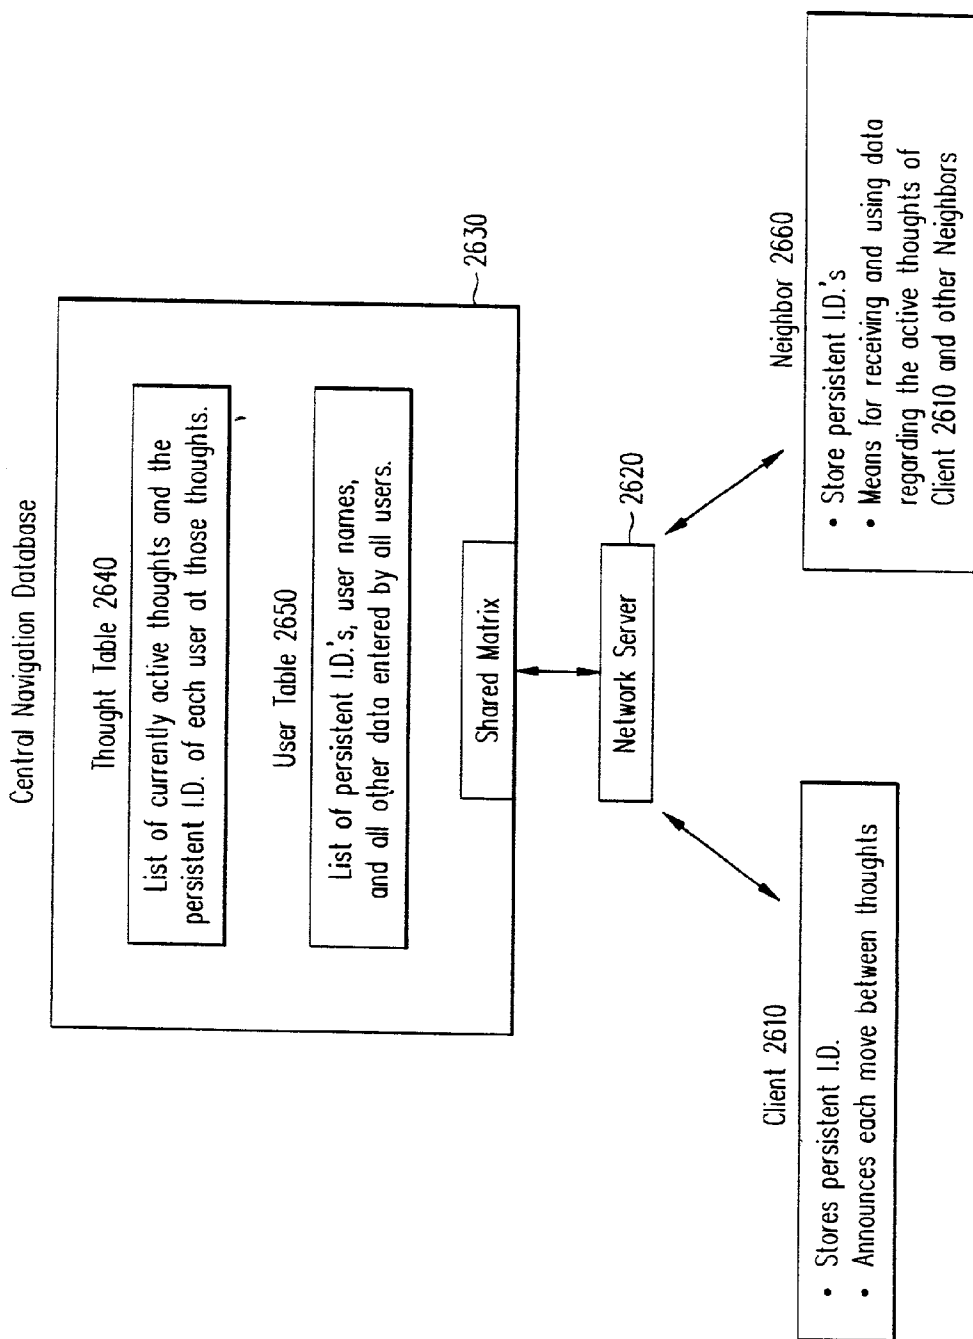 Central Navigation Database
Thought Table 2640
List of currently active thoughts and the
persistent I.D. of each user at those thoughts.
User Table 2650
List of persistent I.D.'s, user names,
and all other data entered by all users.
Shared Matrix
2630
Network Server
2620
Client 2610
• Stores persistent I.D.
• Announces each move between thoughts
Neighbor 2660
• Store persistent I.D.'s
• Means for receiving and using data
regarding the active thoughts of
Client 2610 and other Neighbors